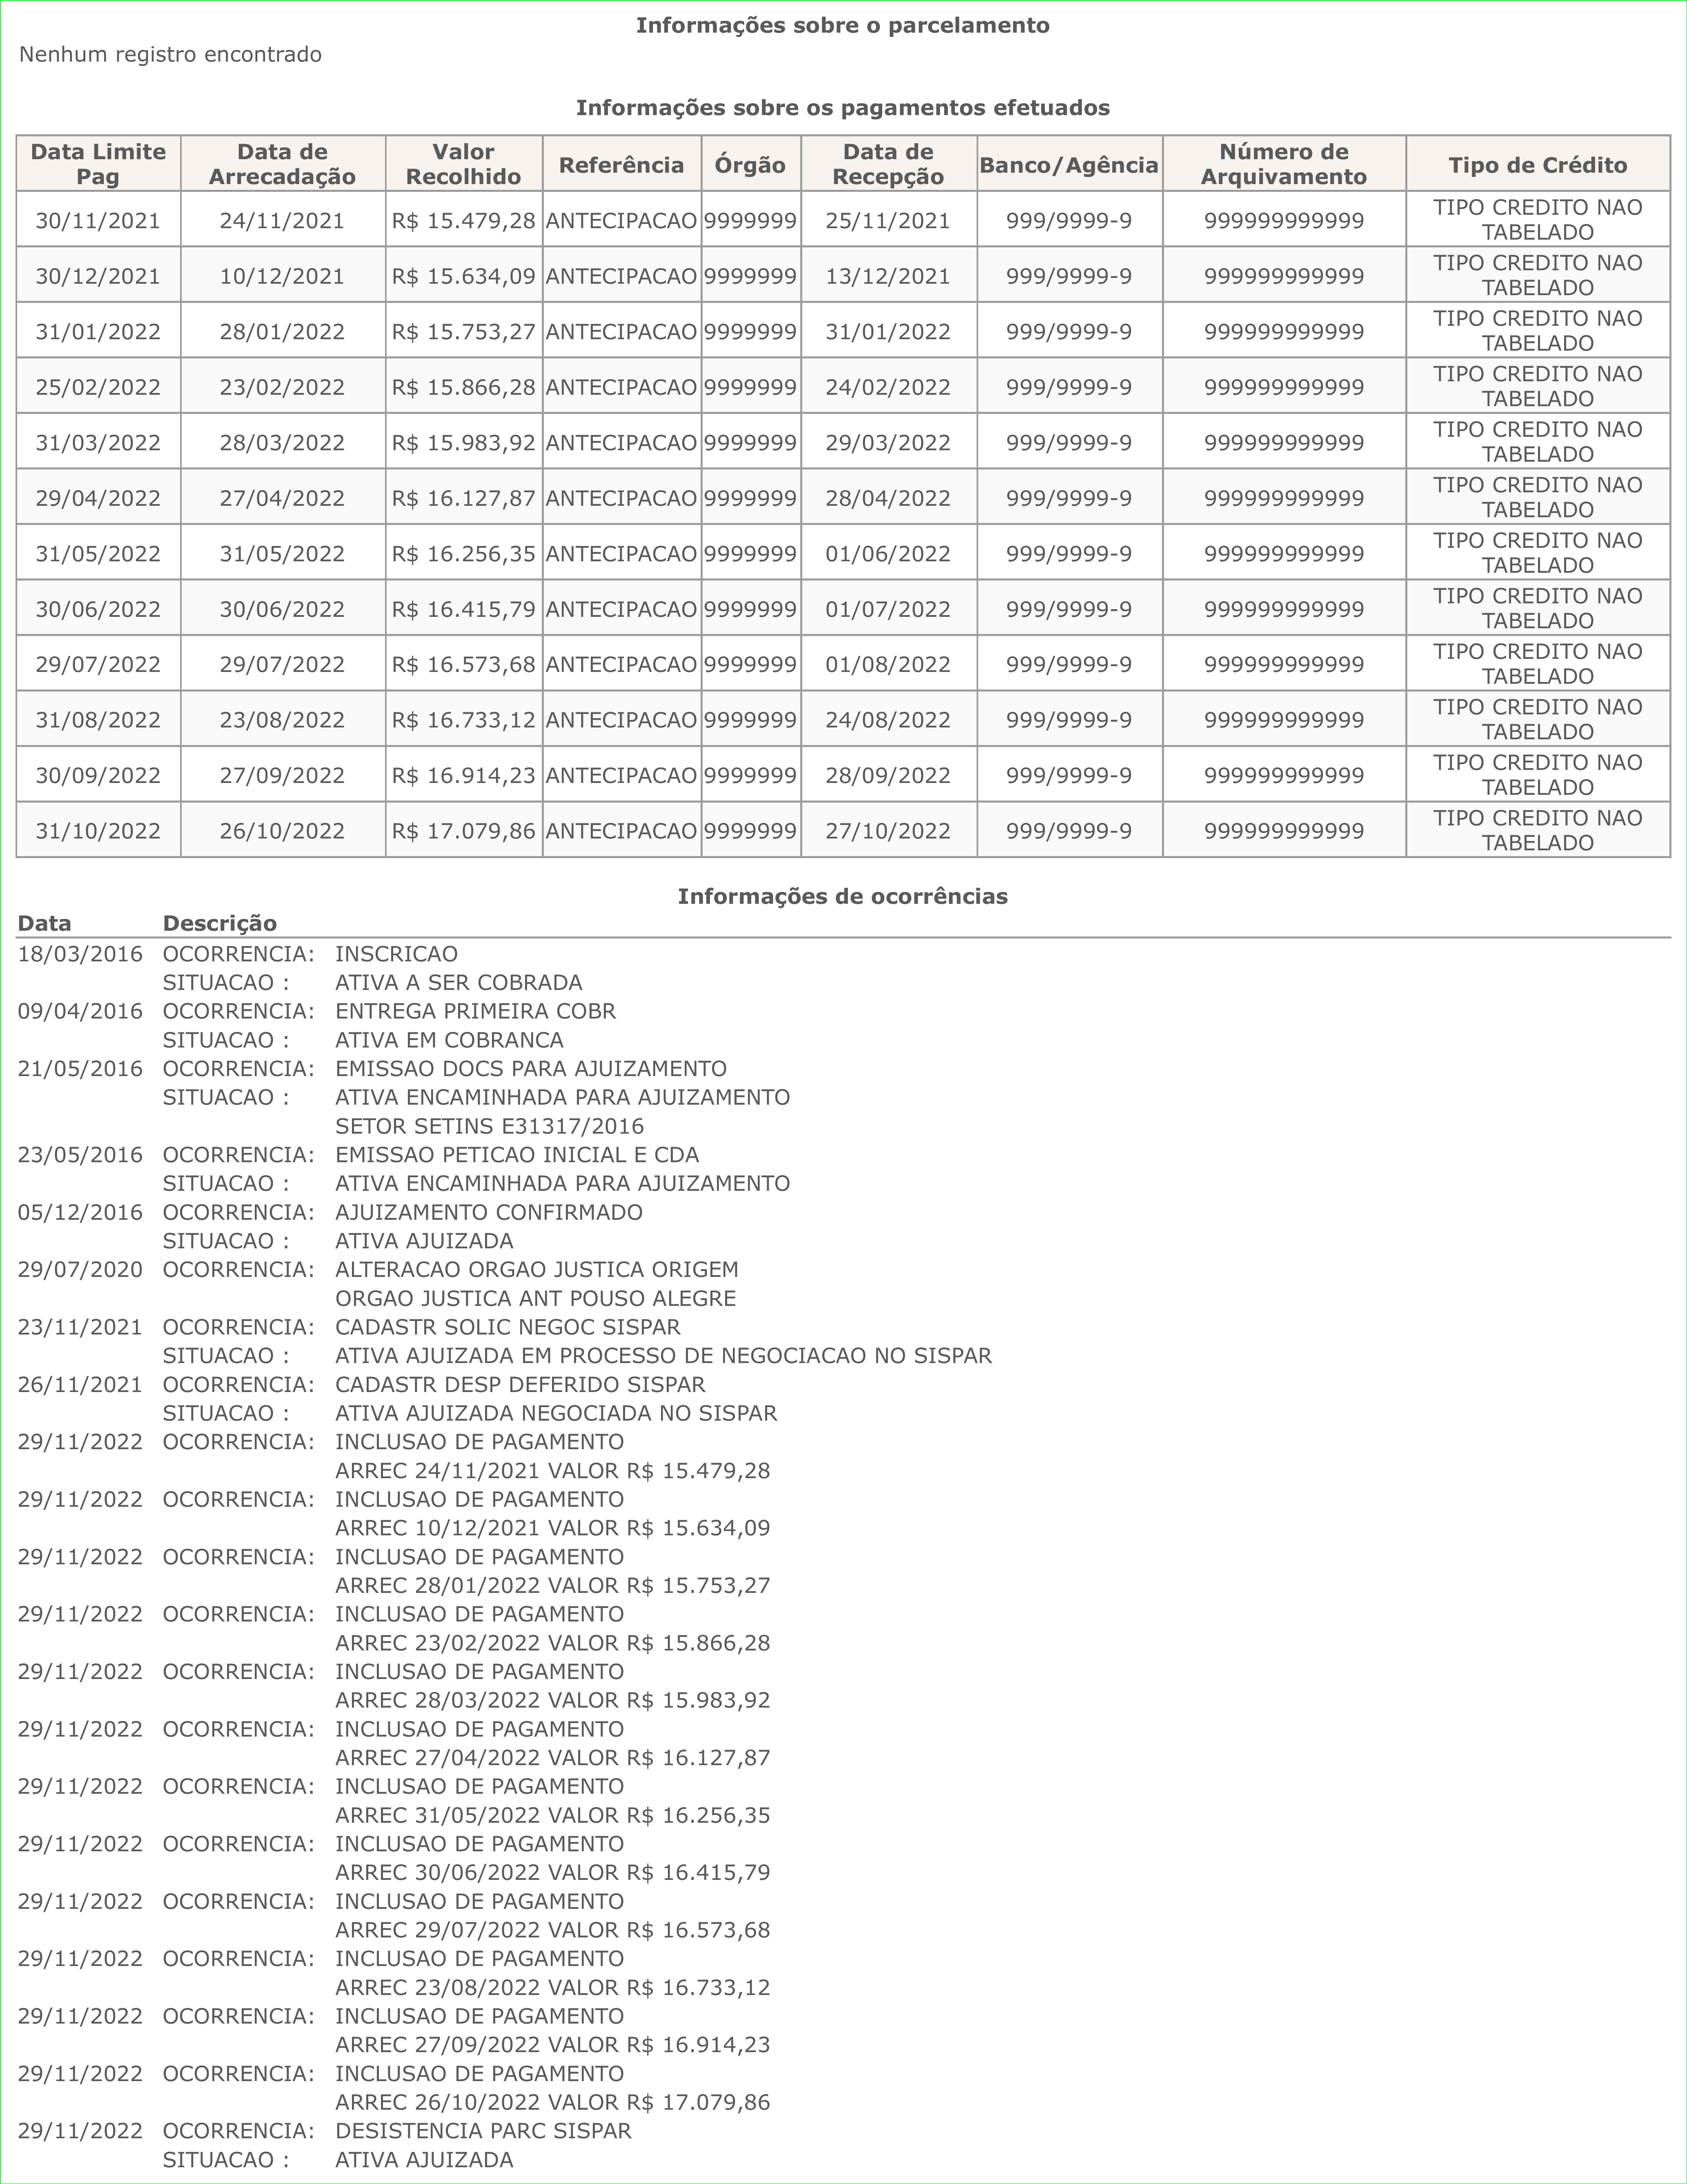 Informações sobre o parcelamento
Nenhum registro encontrado
Informações sobre os pagamentos efetuados
Data Limite Pag Data de Arrecadação Valor Recolhido Referência Órgão Data de Recepção Banco/Agência Número de Arquivamento Tipo de Crédito
30/11/2021 24/11/2021 R$ 15.479,28 ANTECIPACAO 9999999 25/11/2021 999/9999-9 999999999999 TIPO CREDITO NAO TABELADO
30/12/2021 10/12/2021 R$ 15.634,09 ANTECIPACAO 9999999 13/12/2021 999/9999-9 999999999999 TIPO CREDITO NAO TABELADO
31/01/2022 28/01/2022 R$ 15.753,27 ANTECIPACAO 9999999 31/01/2022 999/9999-9 999999999999 TIPO CREDITO NAO TABELADO
25/02/2022 23/02/2022 R$ 15.866,28 ANTECIPACAO 9999999 24/02/2022 999/9999-9 999999999999 TIPO CREDITO NAO TABELADO
31/03/2022 28/03/2022 R$ 15.983,92 ANTECIPACAO 9999999 29/03/2022 999/9999-9 999999999999 TIPO CREDITO NAO TABELADO
29/04/2022 27/04/2022 R$ 16.127,87 ANTECIPACAO 9999999 28/04/2022 999/9999-9 999999999999 TIPO CREDITO NAO TABELADO
31/05/2022 31/05/2022 R$ 16.256,35 ANTECIPACAO 9999999 01/06/2022 999/9999-9 999999999999 TIPO CREDITO NAO TABELADO
30/06/2022 30/06/2022 R$ 16.415,79 ANTECIPACAO 9999999 01/07/2022 999/9999-9 999999999999 TIPO CREDITO NAO TABELADO
29/07/2022 29/07/2022 R$ 16.573,68 ANTECIPACAO 9999999 01/08/2022 999/9999-9 999999999999 TIPO CREDITO NAO TABELADO
31/08/2022 23/08/2022 R$ 16.733,12 ANTECIPACAO 9999999 24/08/2022 999/9999-9 999999999999 TIPO CREDITO NAO TABELADO
30/09/2022 27/09/2022 R$ 16.914,23 ANTECIPACAO 9999999 28/09/2022 999/9999-9 999999999999 TIPO CREDITO NAO TABELADO
31/10/2022 26/10/2022 R$ 17.079,86 ANTECIPACAO 9999999 27/10/2022 999/9999-9 999999999999 TIPO CREDITO NAO TABELADO
Informações de ocorrências
Data Descrição
18/03/2016 OCORRENCIA: INSCRICAO
SITUACAO : ATIVA A SER COBRADA
09/04/2016 OCORRENCIA: ENTREGA PRIMEIRA COBR
SITUACAO : ATIVA EM COBRANCA
21/05/2016 OCORRENCIA: EMISSAO DOCS PARA AJUIZAMENTO
SITUACAO : ATIVA ENCAMINHADA PARA AJUIZAMENTO
SETOR SETINS E31317/2016
23/05/2016 OCORRENCIA: EMISSAO PETICAO INICIAL E CDA
SITUACAO : ATIVA ENCAMINHADA PARA AJUIZAMENTO
05/12/2016 OCORRENCIA: AJUIZAMENTO CONFIRMADO
SITUACAO : ATIVA AJUIZADA
29/07/2020 OCORRENCIA: ALTERACAO ORGAO JUSTICA ORIGEM
ORGAO JUSTICA ANT POUSO ALEGRE
23/11/2021 OCORRENCIA: CADASTR SOLIC NEGOC SISPAR
SITUACAO : ATIVA AJUIZADA EM PROCESSO DE NEGOCIACAO NO SISPAR
26/11/2021 OCORRENCIA: CADASTR DESP DEFERIDO SISPAR
SITUACAO : ATIVA AJUIZADA NEGOCIADA NO SISPAR
29/11/2022 OCORRENCIA: INCLUSAO DE PAGAMENTO
ARREC 24/11/2021 VALOR R$ 15.479,28
29/11/2022 OCORRENCIA: INCLUSAO DE PAGAMENTO
ARREC 10/12/2021 VALOR R$ 15.634,09
29/11/2022 OCORRENCIA: INCLUSAO DE PAGAMENTO
ARREC 28/01/2022 VALOR R$ 15.753,27
29/11/2022 OCORRENCIA: INCLUSAO DE PAGAMENTO
ARREC 23/02/2022 VALOR R$ 15.866,28
29/11/2022 OCORRENCIA: INCLUSAO DE PAGAMENTO
ARREC 28/03/2022 VALOR R$ 15.983,92
29/11/2022 OCORRENCIA: INCLUSAO DE PAGAMENTO
ARREC 27/04/2022 VALOR R$ 16.127,87
29/11/2022 OCORRENCIA: INCLUSAO DE PAGAMENTO
ARREC 31/05/2022 VALOR R$ 16.256,35
29/11/2022 OCORRENCIA: INCLUSAO DE PAGAMENTO
ARREC 30/06/2022 VALOR R$ 16.415,79
29/11/2022 OCORRENCIA: INCLUSAO DE PAGAMENTO
ARREC 29/07/2022 VALOR R$ 16.573,68
29/11/2022 OCORRENCIA: INCLUSAO DE PAGAMENTO
ARREC 23/08/2022 VALOR R$ 16.733,12
29/11/2022 OCORRENCIA: INCLUSAO DE PAGAMENTO
ARREC 27/09/2022 VALOR R$ 16.914,23
29/11/2022 OCORRENCIA: INCLUSAO DE PAGAMENTO
ARREC 26/10/2022 VALOR R$ 17.079,86
29/11/2022 OCORRENCIA: DESISTENCIA PARC SISPAR
SITUACAO : ATIVA AJUIZADA